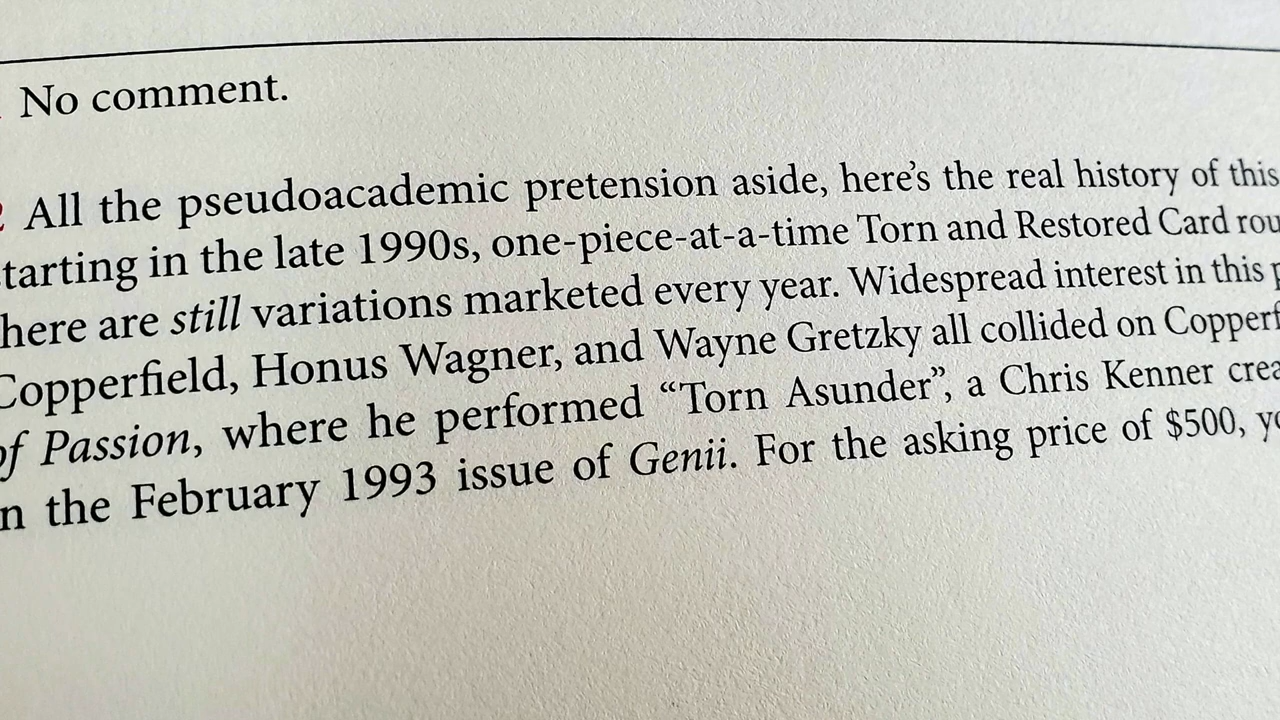 No comment.
2 All the pseudoacademic pretension aside, here's the real history of this
tarting in the late 1990s, one-piece-at-a-time Torn and Restored Card rou
here are still variations marketed every year. Widespread interest in this p
Copperfield, Honus Wagner, and Wayne Gretzky all collided on Copperf
of Passion, where he performed “Torn Asunder”, a Chris Kenner crea
n the February 1993 issue of Genii. For the asking price of $500, yo